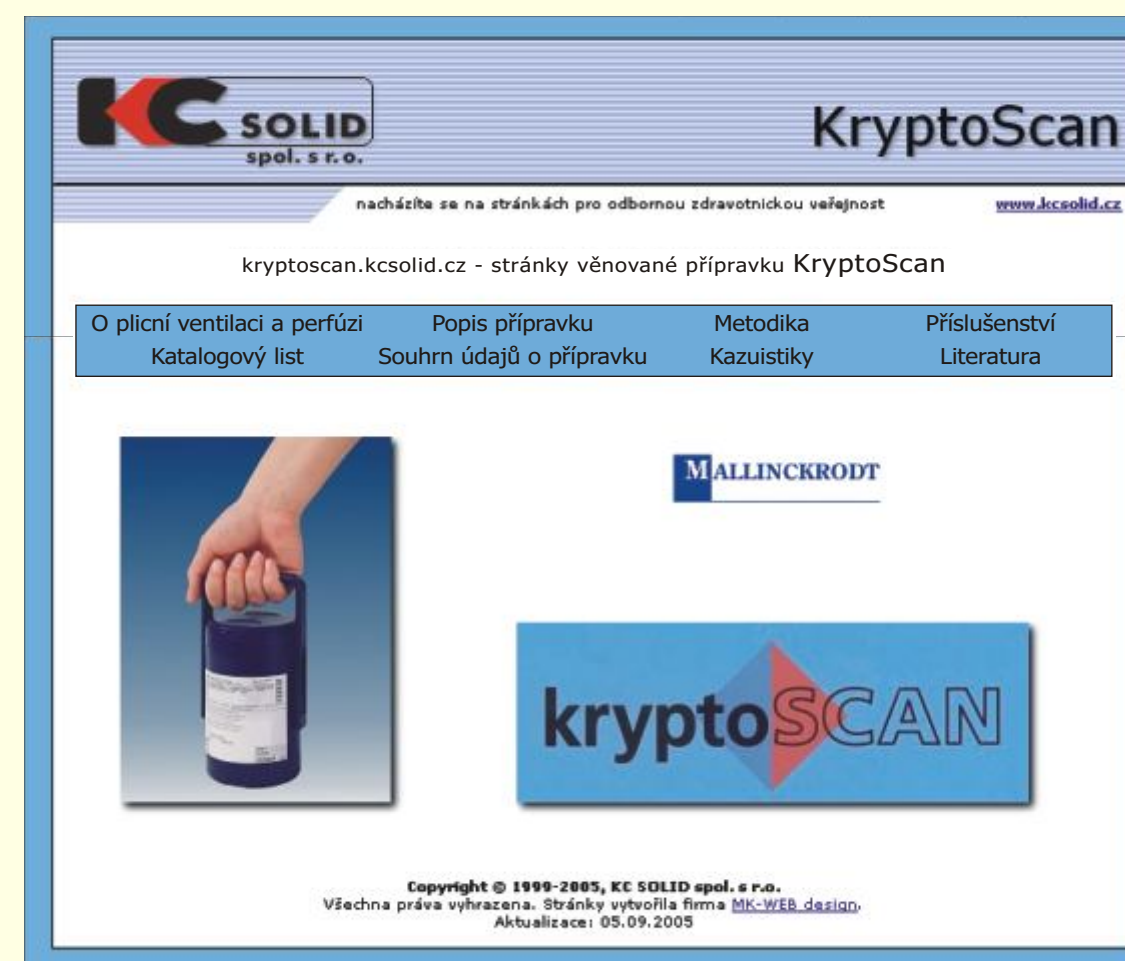 KC SOLID
spol. s r.o.
KryptoScan
nacházíte se na stránkách pro odbornou zdravotnickou veřejnost www.kcsolid.cz
kryptoscan.kcsolid.cz - stránky věnované přípravku KryptoScan
O plicní ventilaci a perfúzi Popis přípravku Metodika Příslušenství
Katalogový list Souhrn údajů o přípravku Kazuistiky Literatura
MALLINCKRODT
kryptoSCAN
Copyright © 1999-2005, KC SOLID spol. s r.o.
Všechna práva vyhrazena. Stránky vytvořila firma MK-WEB design.
Aktualizace: 05.09.2005